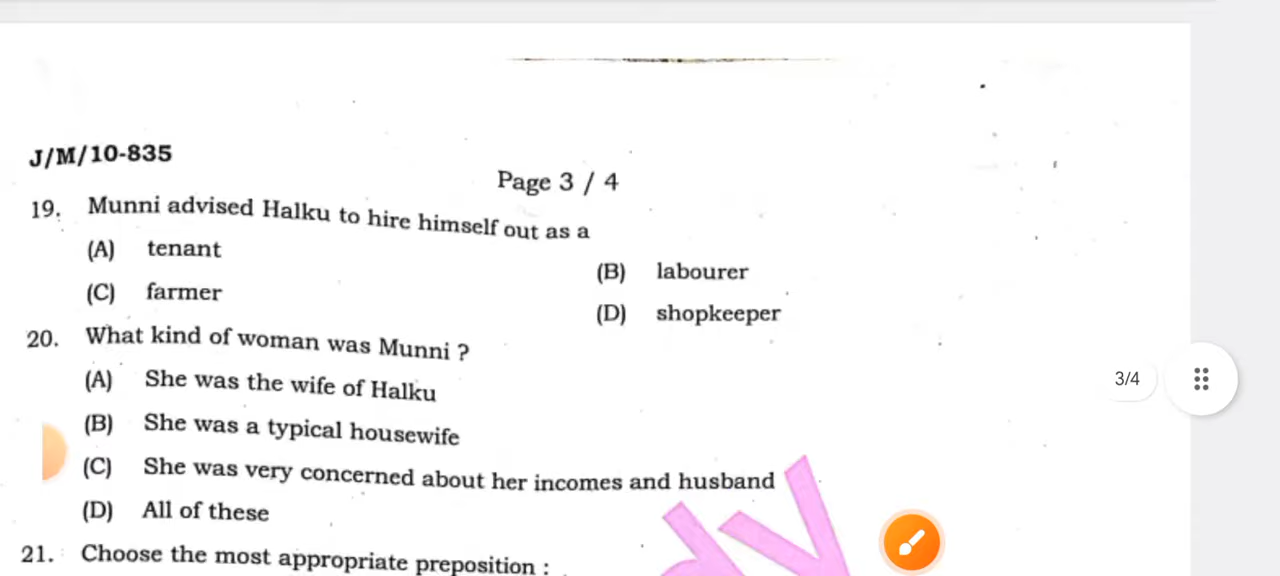 J/M/10-835
Page 3 / 4
19. Munni advised Halku to hire himself out as a
(A) tenant
(B) labourer
(C) farmer
(D) shopkeeper
20. What kind of woman was Munni ?
(A) She was the wife of Halku
(B) She was a typical housewife
(C) She was very concerned about her incomes and husband
(D) All of these
21. Choose the most appropriate preposition :
3/4